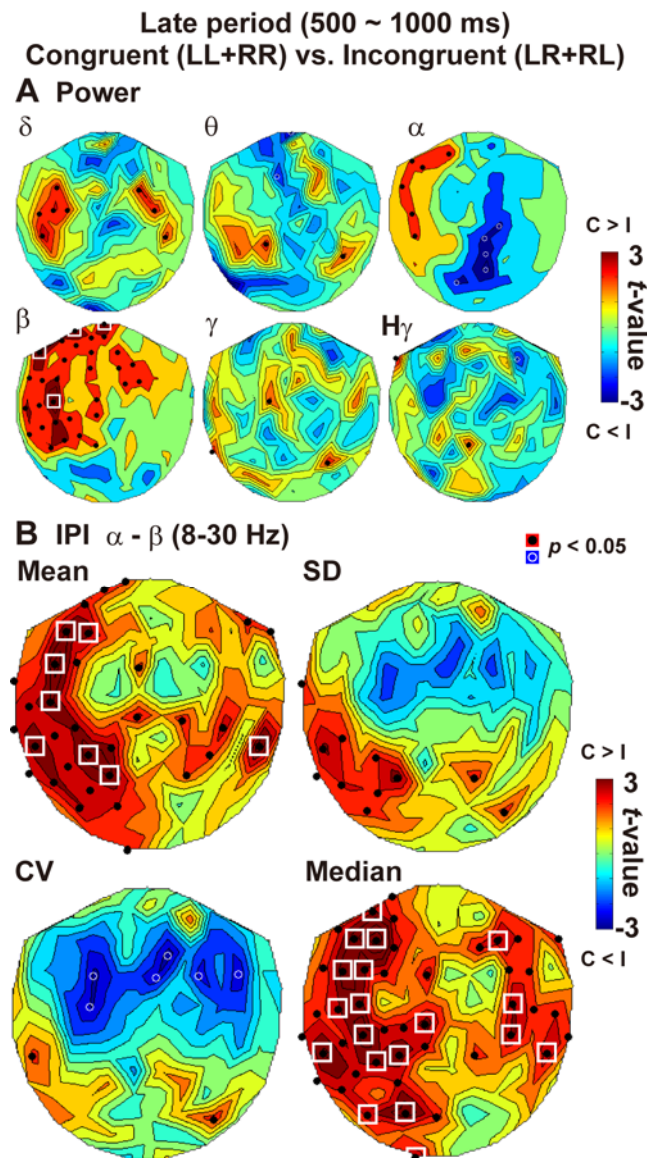 Late period (500 ~ 1000 ms)
Congruent (LL+RR) vs. Incongruent (LR+RL)
A Power
δ θ α
C > I
3
t-value
-3
C < I
β γ Hγ
B IPI α - β (8-30 Hz)
p < 0.05
Mean SD
C > I
3
t-value
-3
C < I
CV Median